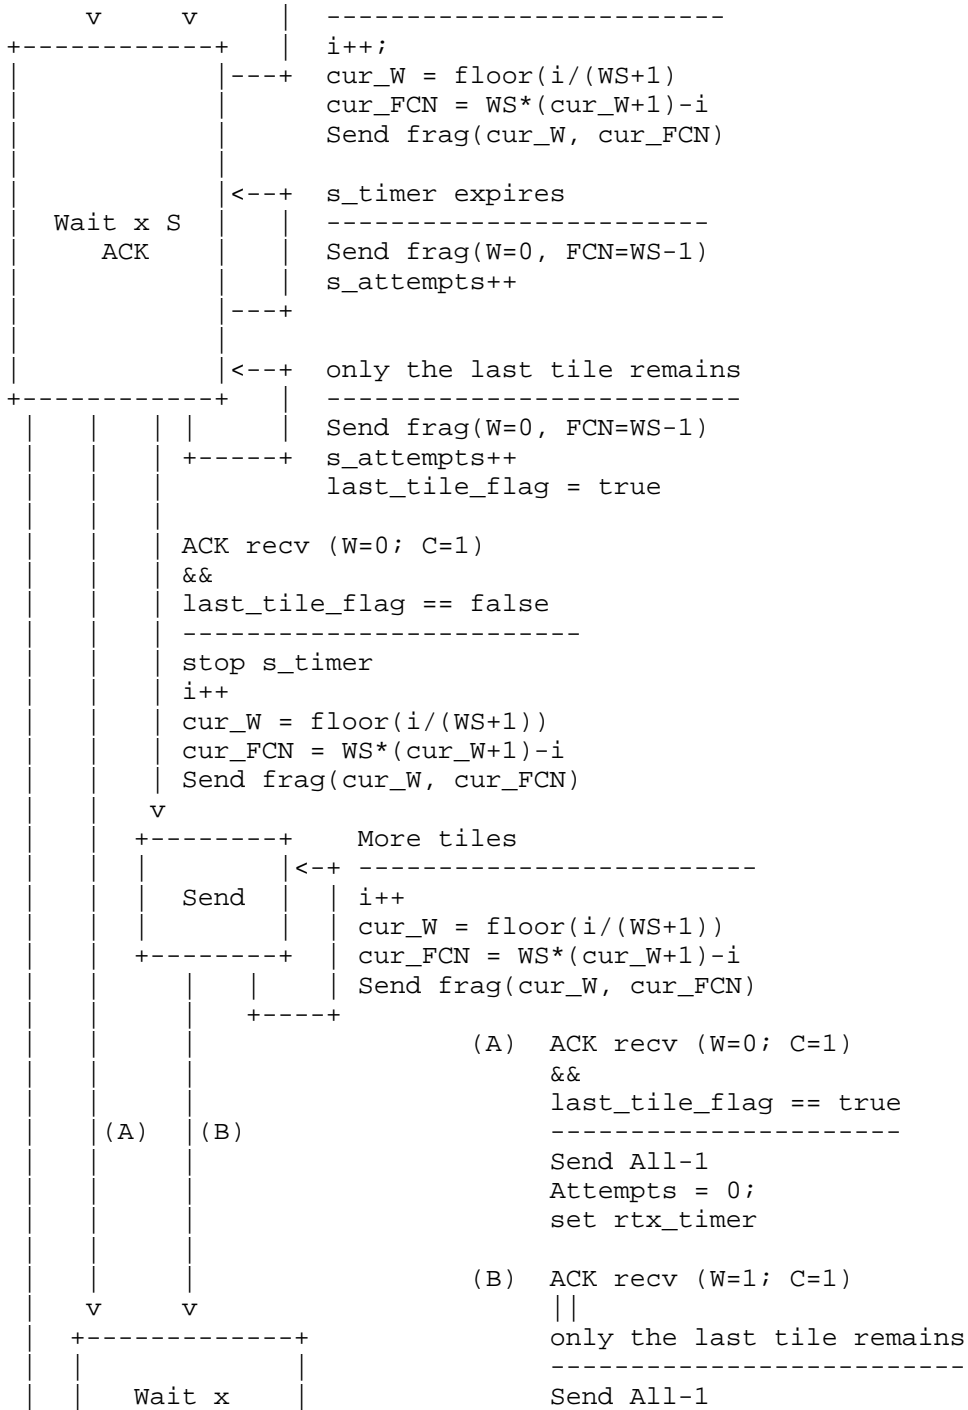 v     v     |  -------------------------
+------------+   |  i++;
|            |---+  cur_W = floor(i/(WS+1)
|            |      cur_FCN = WS*(cur_W+1)-i
|            |      Send frag(cur_W, cur_FCN)
|            |
|            |<--+  s_timer expires
|  Wait x S  |   |  ------------------------
|     ACK    |   |  Send frag(W=0, FCN=WS-1)
|            |   |  s_attempts++
|            |---+
|            |
|            |<--+  only the last tile remains
+------------+   |  --------------------------
 |   |   | |     |  Send frag(W=0, FCN=WS-1)
 |   |   | +-----+  s_attempts++
 |   |   |          last_tile_flag = true
 |   |   |
 |   |   | ACK recv (W=0; C=1)
 |   |   | &&
 |   |   | last_tile_flag == false
 |   |   | -------------------------
 |   |   | stop s_timer
 |   |   | i++
 |   |   | cur_W = floor(i/(WS+1))
 |   |   | cur_FCN = WS*(cur_W+1)-i
 |   |   | Send frag(cur_W, cur_FCN)
 |   |   v
 |   |  +--------+    More tiles
 |   |  |        |<-+ -------------------------
 |   |  |  Send  |  | i++
 |   |  |        |  | cur_W = floor(i/(WS+1))
 |   |  +--------+  | cur_FCN = WS*(cur_W+1)-i
 |   |     |   |    | Send frag(cur_W, cur_FCN)
 |   |     |   +----+
 |   |     |                 (A)  ACK recv (W=0; C=1)
 |   |     |                      &&
 |   |     |                      last_tile_flag == true
 |   |(A)  |(B)                   ----------------------
 |   |     |                      Send All-1
 |   |     |                      Attempts = 0;
 |   |     |                      set rtx_timer
 |   |     |
 |   |     |                 (B)  ACK recv (W=1; C=1)
 |   v     v                      ||
 |  +-------------+               only the last tile remains
 |  |             |               --------------------------
 |  |   Wait x    |               Send All-1